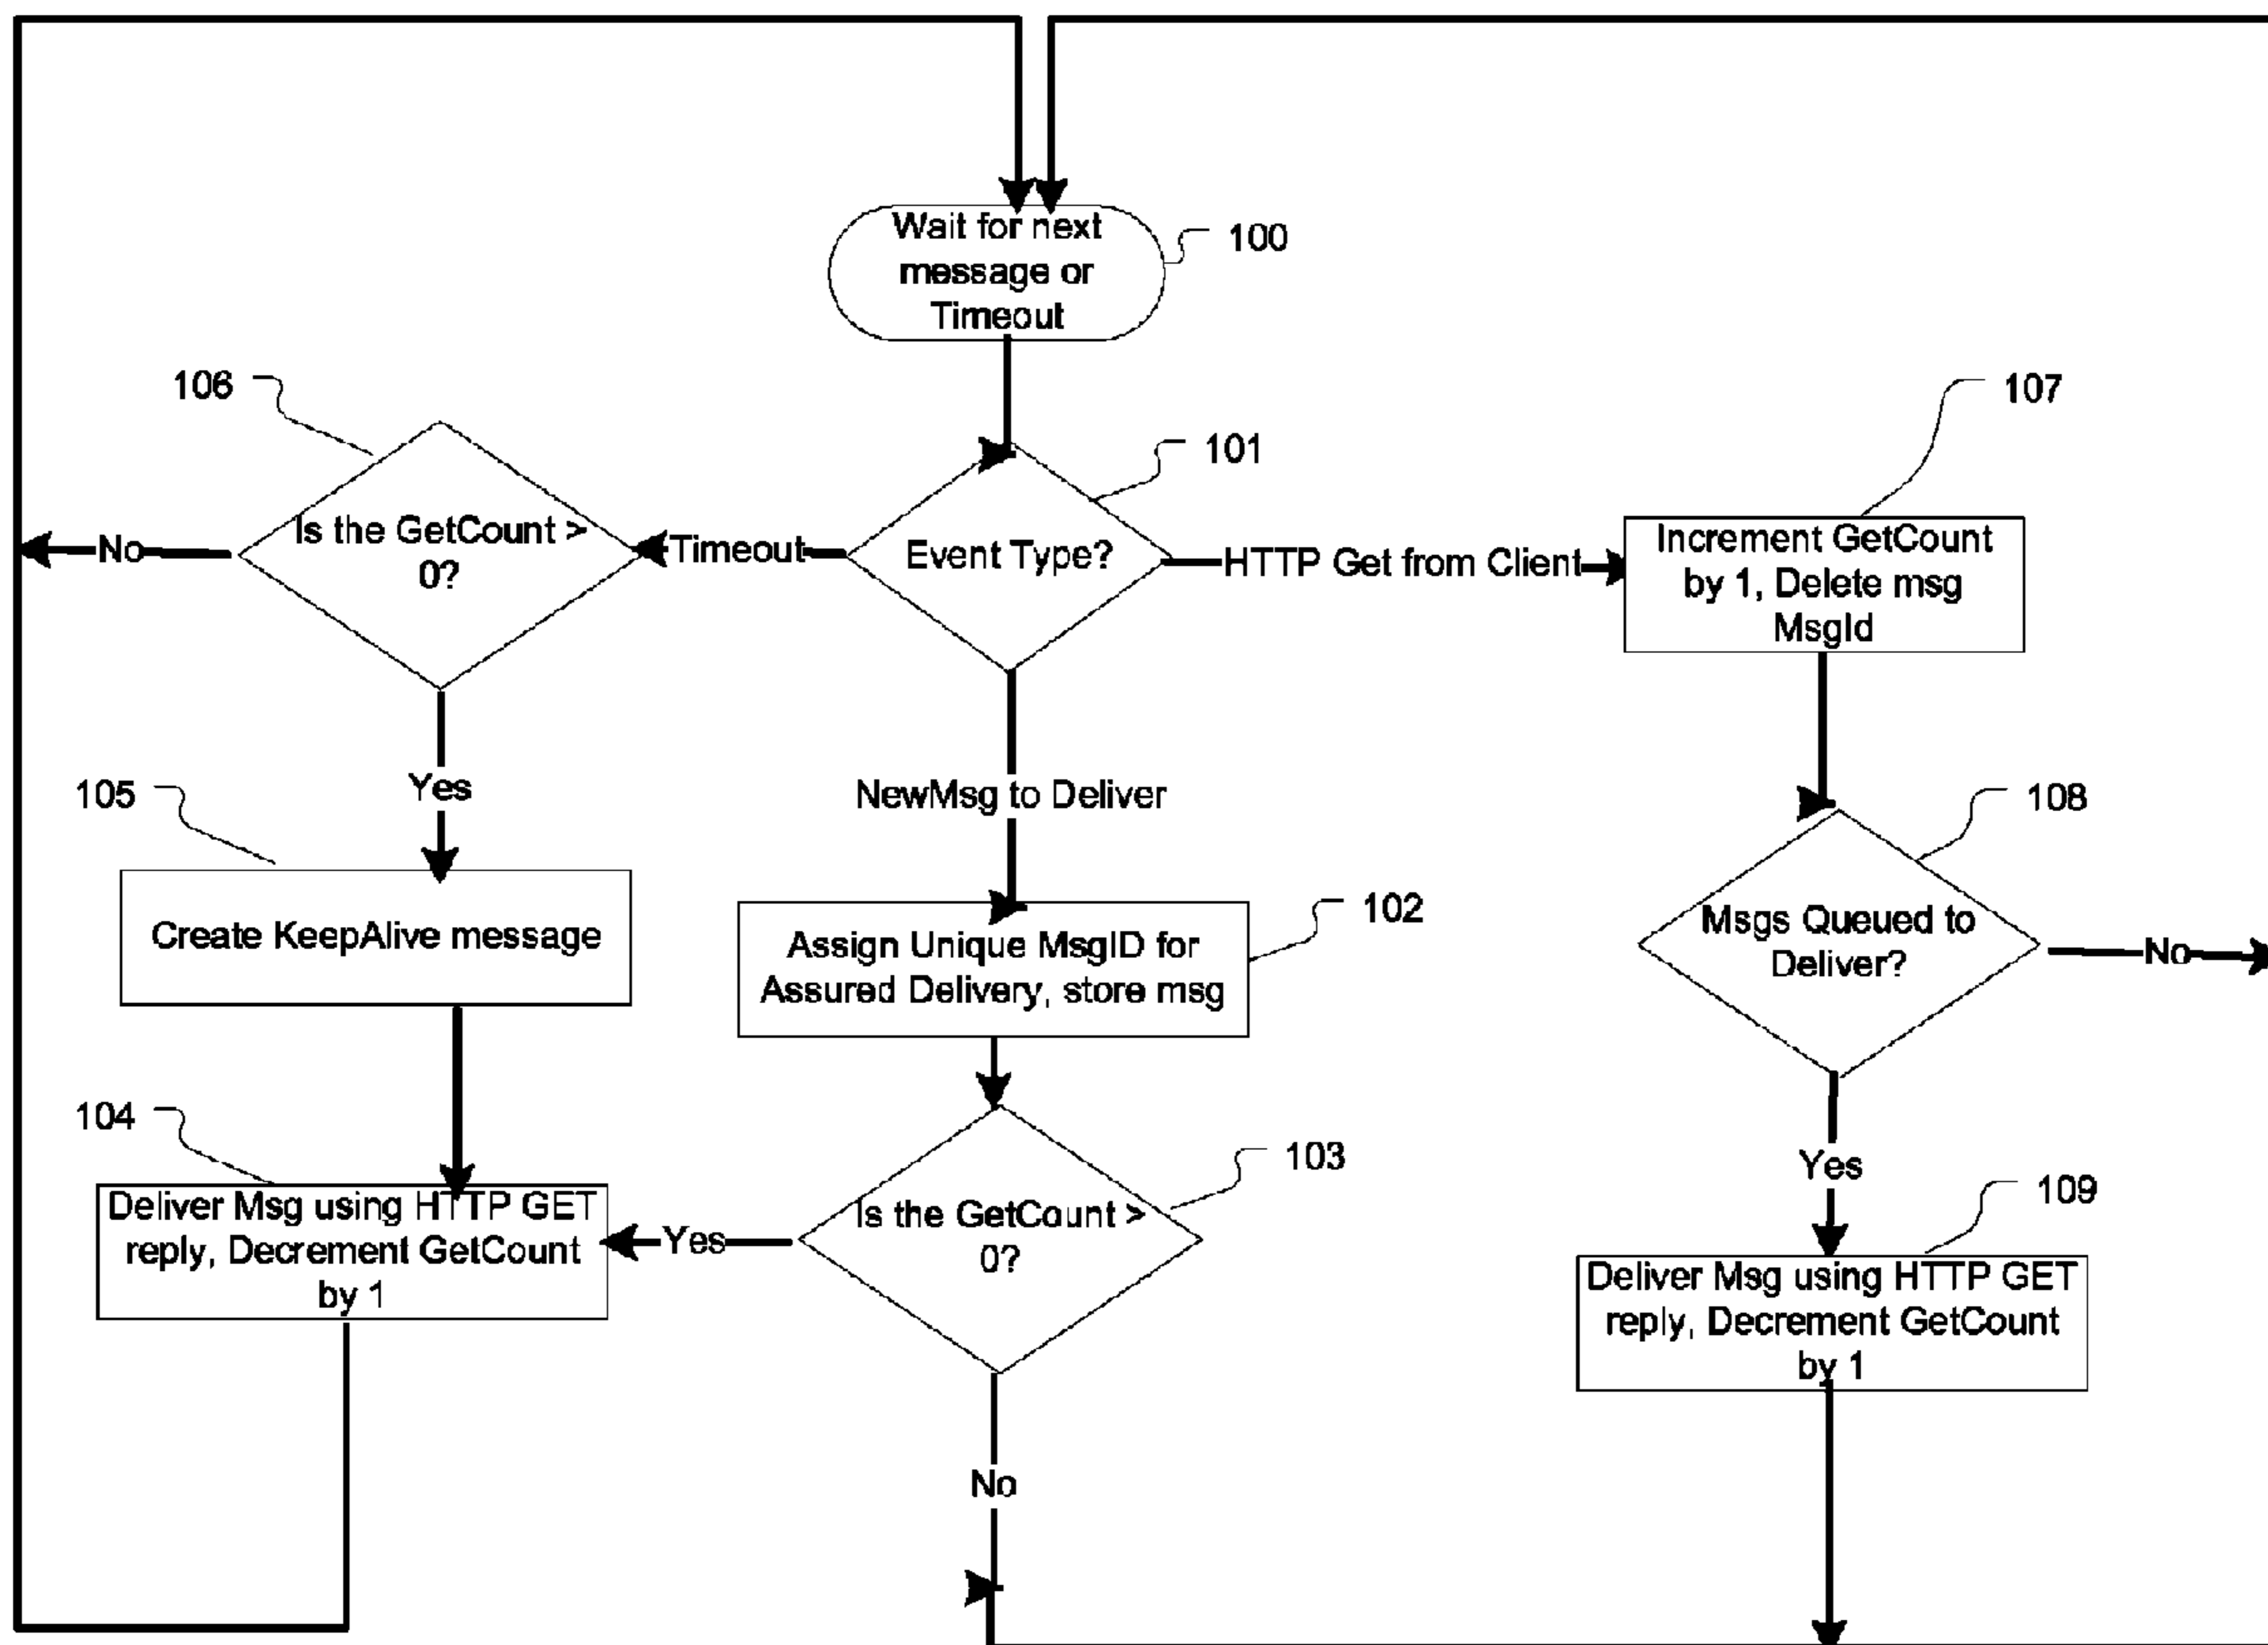 Wait for next
message or
Timeout
100
106
101
107
Is the GetCount >
0?
No
Timeout
Event Type?
HTTP Get from Client
Increment GetCount
by 1, Delete msg
MsgId
Yes
NewMsg to Deliver
105
108
Create KeepAlive message
102
Assign Unique MsgID for
Assured Delivery, store msg
Msgs Queued to
Deliver?
No
104
103
Deliver Msg using HTTP GET
reply, Decrement GetCount
by 1
Yes
Is the GetCount >
0?
Yes
109
Deliver Msg using HTTP GET
reply, Decrement GetCount
by 1
No